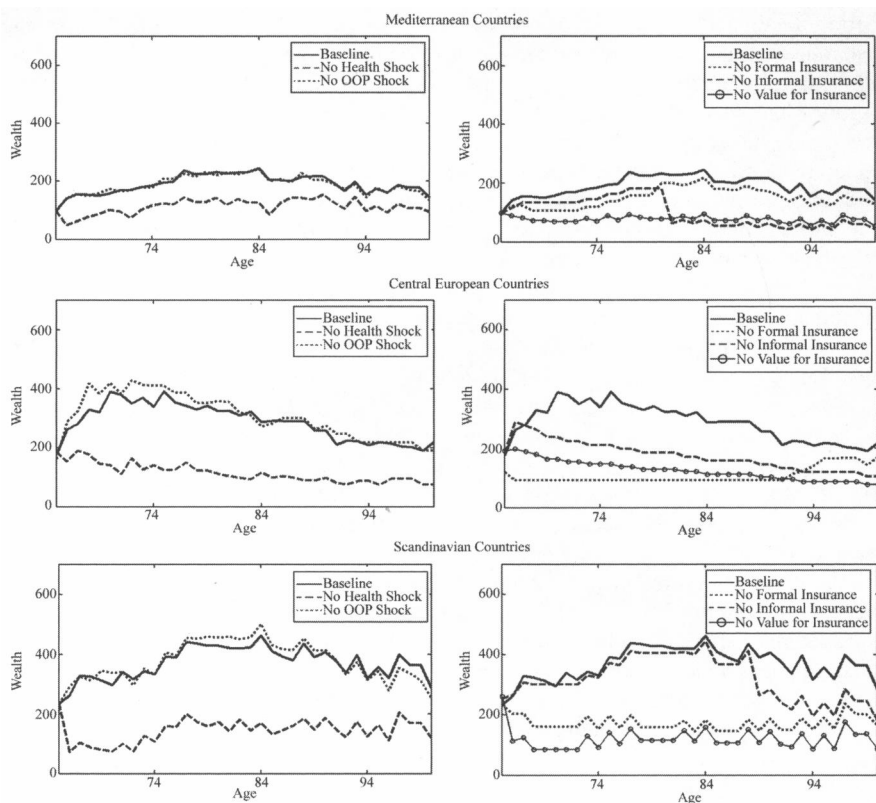 Mediterranean Countries
Baseline
No Health Shock
No OOP Shock
600
400
200
0
Wealth
74
84
94
Age
Baseline
No Formal Insurance
No Informal Insurance
No Value for Insurance
600
400
200
0
Wealth
74
84
94
Age
Central European Countries
Baseline
No Health Shock
No OOP Shock
600
400
200
0
Wealth
74
84
94
Age
Baseline
No Formal Insurance
No Informal Insurance
No Value for Insurance
600
400
200
0
Wealth
74
84
94
Age
Scandinavian Countries
Baseline
No Health Shock
No OOP Shock
600
400
200
0
Wealth
74
84
94
Age
Baseline
No Formal Insurance
No Informal Insurance
No Value for Insurance
600
400
200
0
Wealth
74
84
94
Age